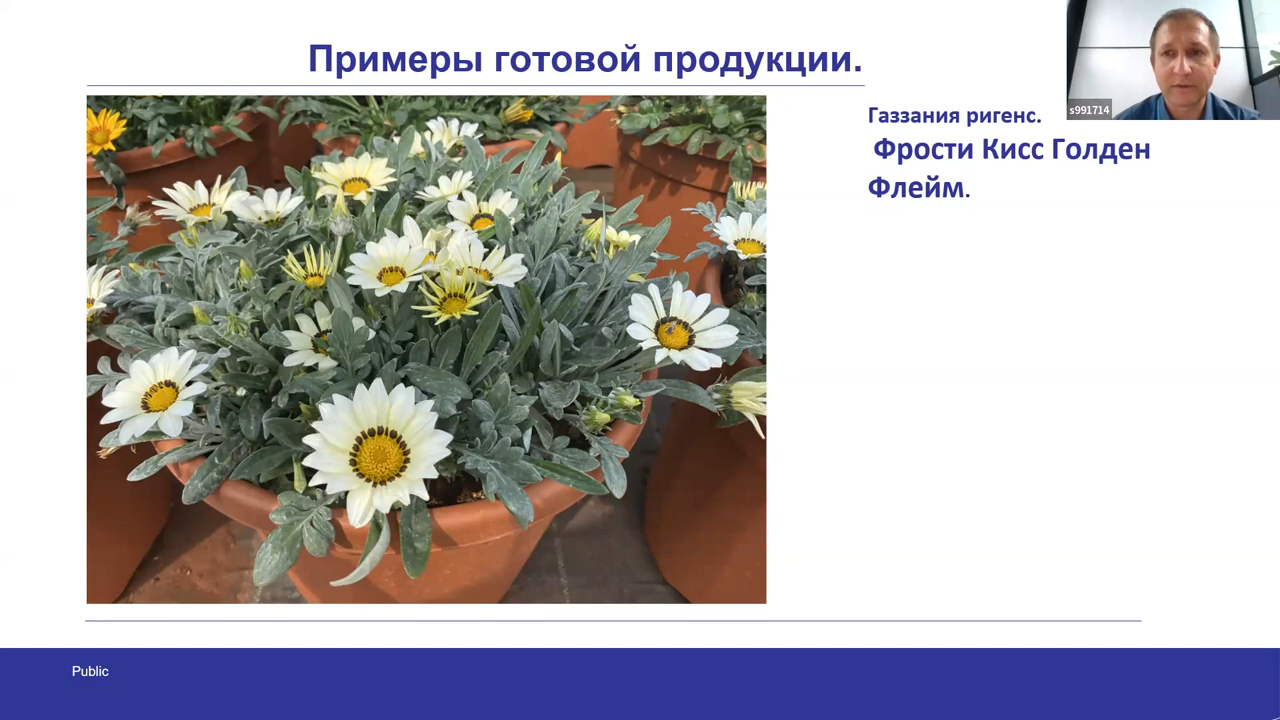 Примеры готовой продукции.
s991714
Газзания ригенс.
Фрости Кисс Голден
Флейм.
Public